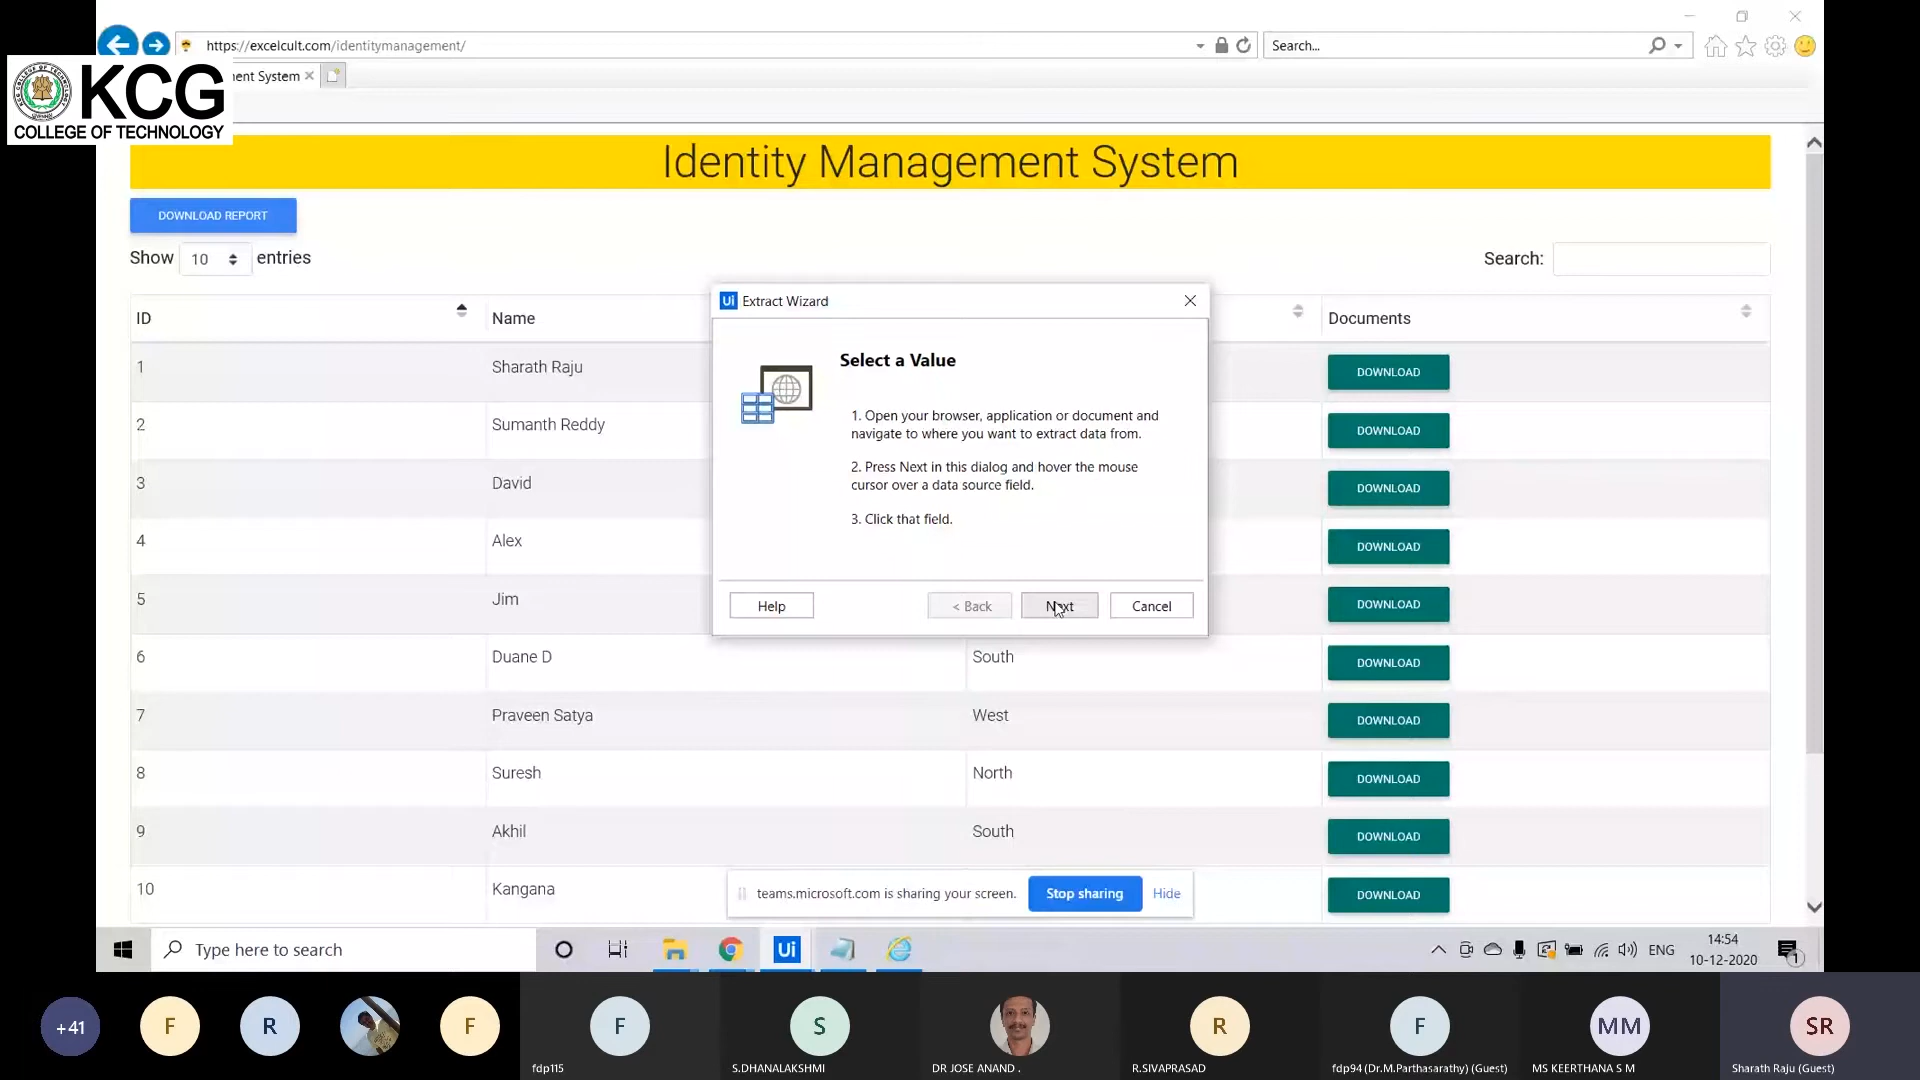 https://excelcult.com/identitymanagement/
Search...
KCG
COLLEGE OF TECHNOLOGY
ent System
Identity Management System
DOWNLOAD REPORT
Show 10 entries
Search:
ID Name Documents
1 Sharath Raju DOWNLOAD
2 Sumanth Reddy DOWNLOAD
3 David DOWNLOAD
4 Alex DOWNLOAD
5 Jim DOWNLOAD
6 Duane D South DOWNLOAD
7 Praveen Satya West DOWNLOAD
8 Suresh North DOWNLOAD
9 Akhil South DOWNLOAD
10 Kangana DOWNLOAD
Ui Extract Wizard
Select a Value
1. Open your browser, application or document and
navigate to where you want to extract data from.
2. Press Next in this dialog and hover the mouse
cursor over a data source field.
3. Click that field.
Help < Back Next Cancel
teams.microsoft.com is sharing your screen. Stop sharing Hide
Type here to search
Ui
ENG
14:54
10-12-2020
1
+41 F R F F S R F MM SR
fdp115 S.DHANALAKSHMI DR JOSE ANAND . R.SIVAPRASAD fdp94 (Dr.M.Parthasarathy) (Guest) MS KEERTHANA S M Sharath Raju (Guest)